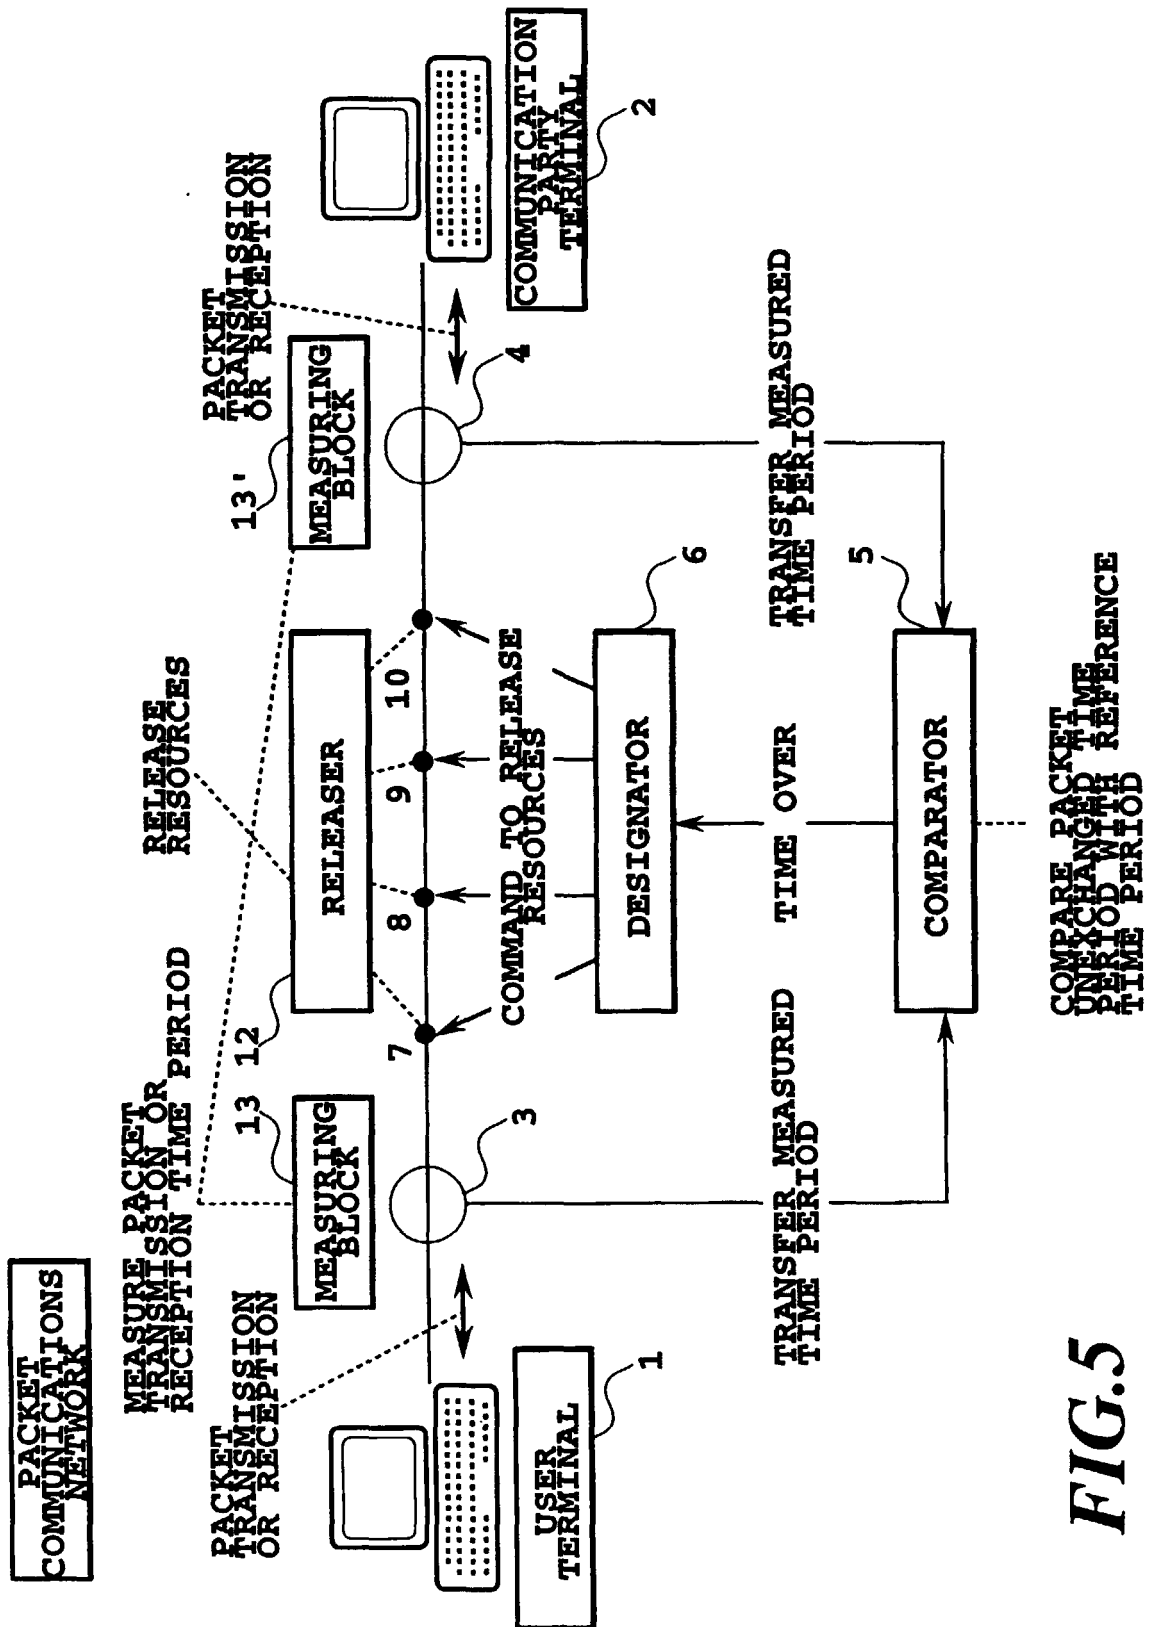 PACKET
COMMUNICATIONS
NETWORK
MEASURE PACKET
TRANSMISSION OR
RECEPTION TIME PERIOD
RELEASE
RESOURCES
PACKET
TRANSMISSION
OR RECEPTION
PACKET
TRANSMISSION
OR RECEPTION
13
12
13'
MEASURING
BLOCK
RELEASER
MEASURING
BLOCK
7
8
9
10
3
4
COMMAND TO RELEASE
RESOURCES
USER
TERMINAL
1
COMMUNICATION
PARTY
TERMINAL
2
DESIGNATOR
6
TRANSFER MEASURED
TIME PERIOD
TIME OVER
TRANSFER MEASURED
TIME PERIOD
COMPARATOR
5
COMPARE PACKET
UNEXCHANGED TIME
PERIOD WITH REFERENCE
TIME PERIOD
FIG.5